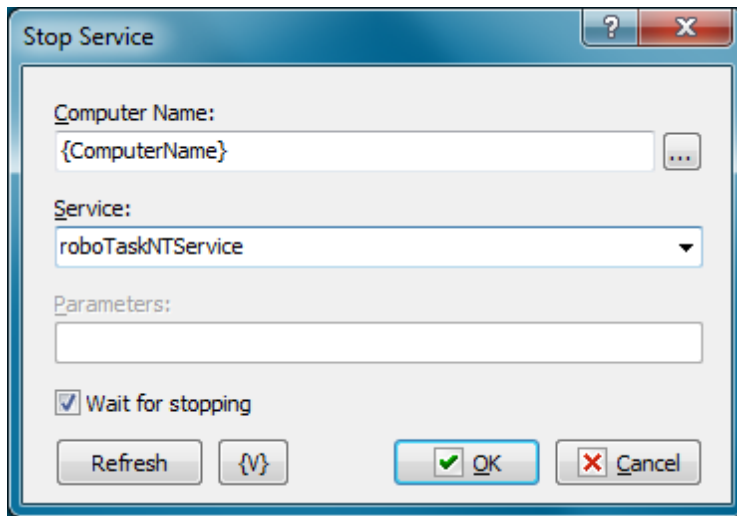 Stop Service
?
Computer Name:
{ComputerName}
...
Service:
roboTaskNTService
Parameters:
Wait for stopping
Refresh {V} OK Cancel